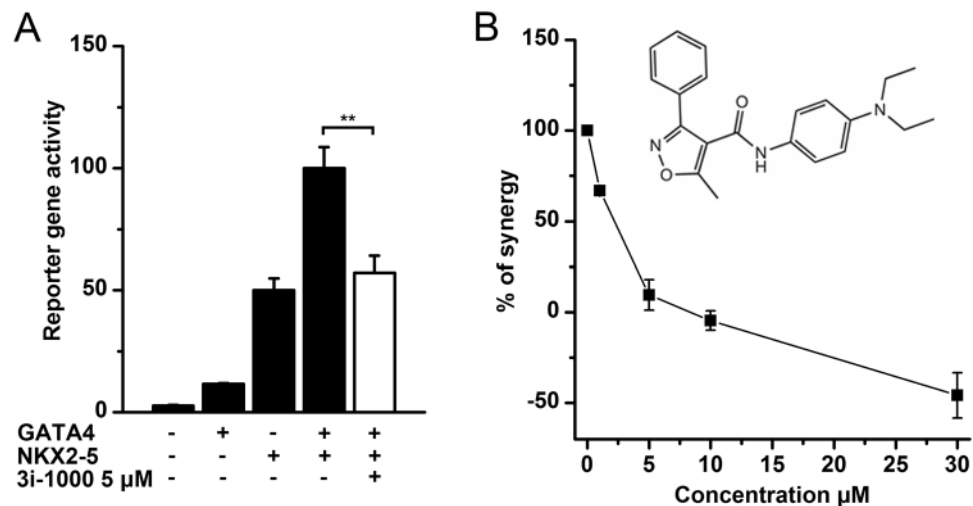 A
150
100
50
0
Reporter gene activity
**
GATA4 - + - + +
NKX2-5 - - + + +
3i-1000 5 µM - - - - +
B
150
100
50
0
-50
% of synergy
N
O
O
N
H
N
0 5 10 15 20 25 30
Concentration µM